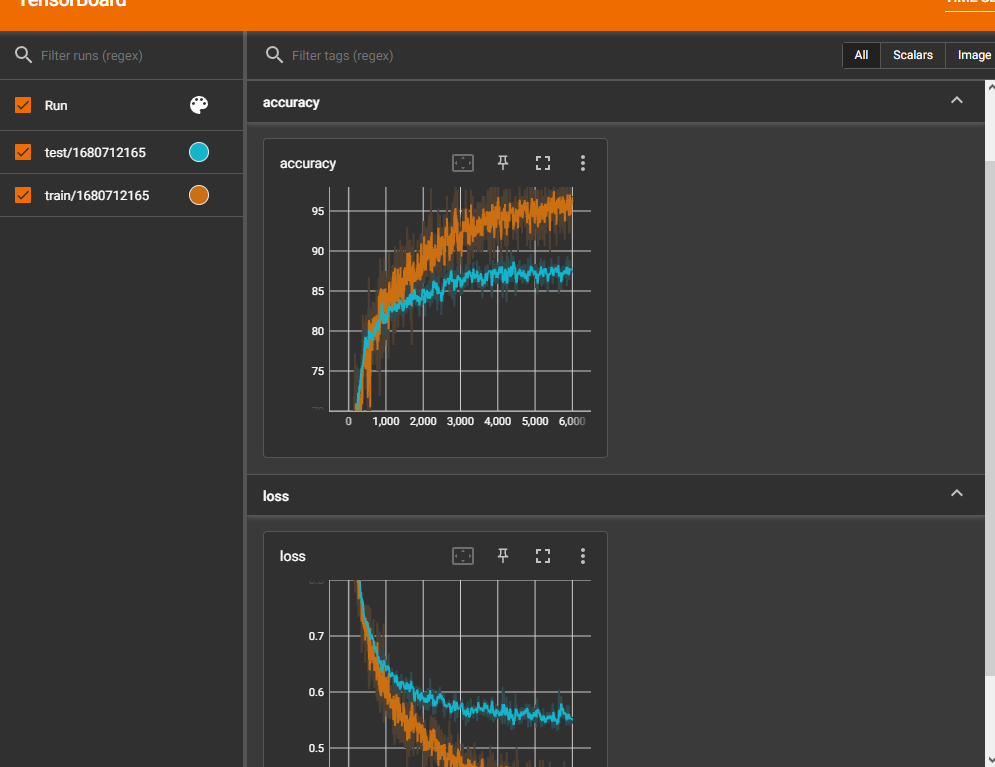 TensorBoard
Filter runs (regex)
Filter tags (regex)
All
Scalars
Image
Run
test/1680712165
train/1680712165
accuracy
accuracy
95
90
85
80
75
0
1,000
2,000
3,000
4,000
5,000
6,000
loss
loss
0.7
0.6
0.5